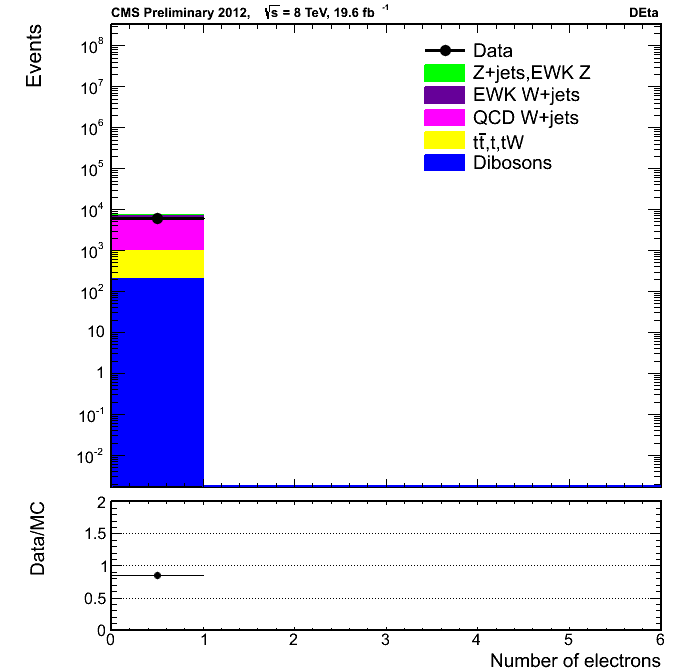 CMS Preliminary 2012, √s = 8 TeV, 19.6 fb⁻¹ DEta
Events
10⁸
10⁷
10⁶
10⁵
10⁴
10³
10²
10
1
10⁻¹
10⁻²
Data
Z+jets,EWK Z
EWK W+jets
QCD W+jets
tt̄,t,tW
Dibosons
Data/MC
2
1.5
1
0.5
0
0 1 2 3 4 5 6
Number of electrons